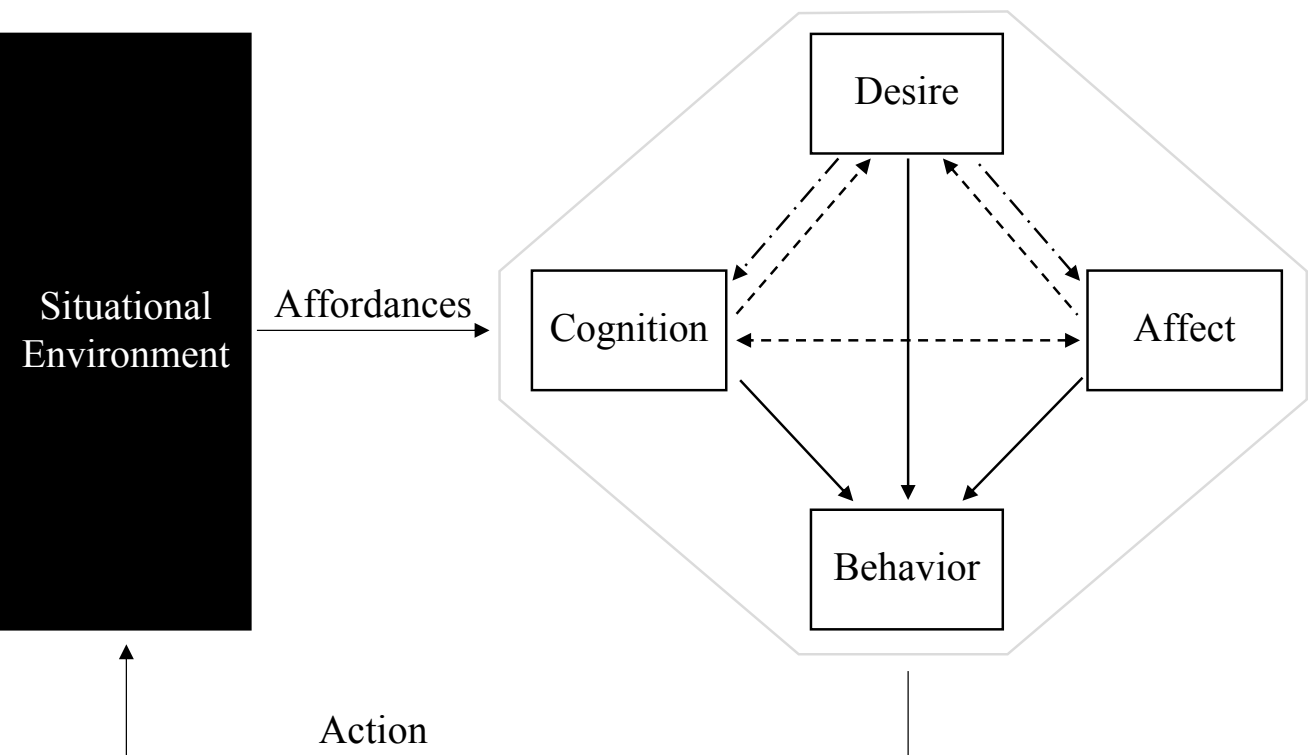 Desire
Situational
Environment
Affordances
Cognition
Affect
Behavior
Action